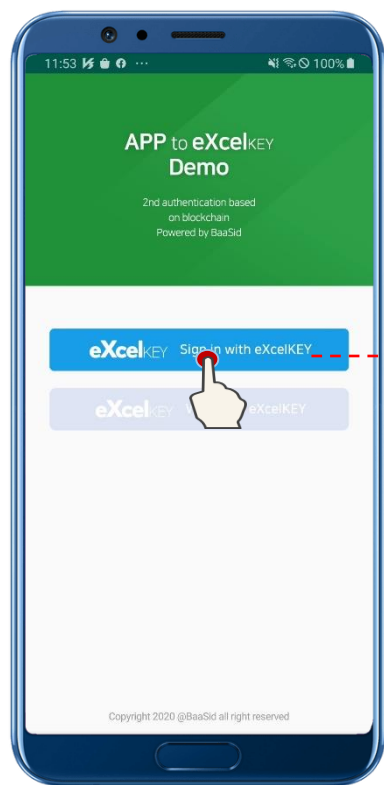 11:53 ... 100%
APP to eXcelKEY
Demo
2nd authentication based
on blockchain
Powered by BaaSid
eXcelKEY Sign in with eXcelKEY
eXcelKEY eXcelKEY
Copyright 2020 @BaaSid all right reserved